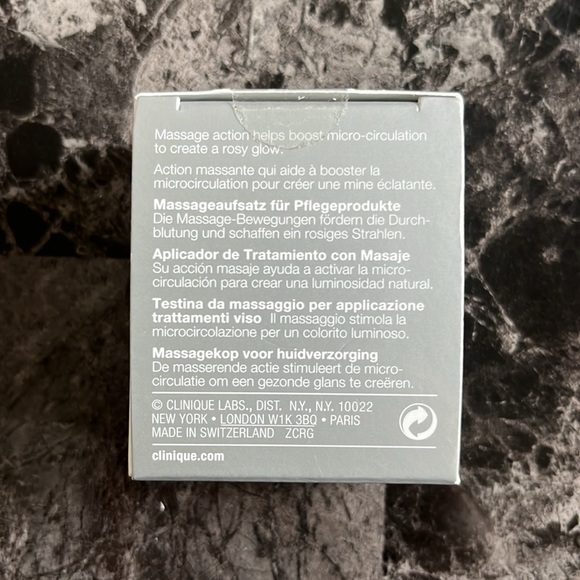 Massage action helps boost micro-circulation
to create a rosy glow.
Action massante qui aide à booster la
microcirculation pour créer une mine éclatante.
Massageaufsatz für Pflegeprodukte
Die Massage-Bewegungen fördern die Durch-
blutung und schaffen ein rosiges Strahlen.
Aplicador de Tratamiento con Masaje
Su acción masaje ayuda a activar la micro-
circulación para crear una luminosidad natural.
Testina da massaggio per applicazione
trattamenti viso Il massaggio stimola la
microcircolazione per un colorito luminoso.
Massagekop voor huidverzorging
De masserende actie stimuleert de micro-
circulatie om een gezonde glans te creëren.
© CLINIQUE LABS., DIST. N.Y., N.Y. 10022
NEW YORK • LONDON W1K 3BQ • PARIS
MADE IN SWITZERLAND ZCRG
clinique.com